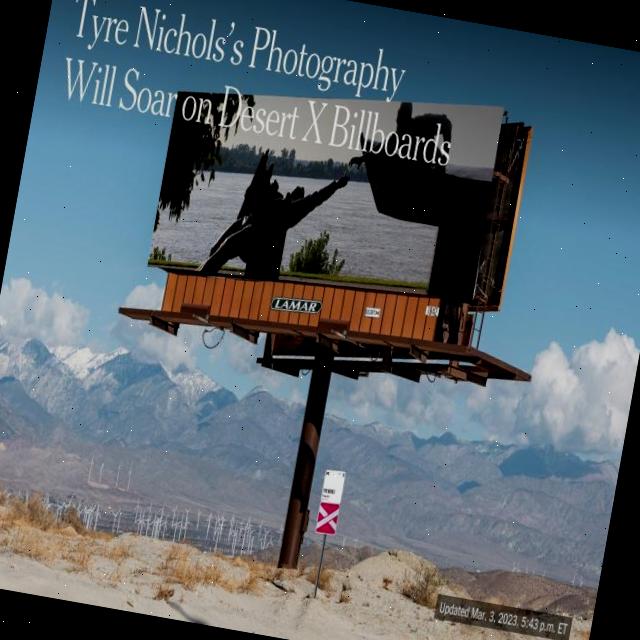 Tyre Nichols's Photography
Will Soar on Desert X Billboards
LAMAR
Updated Mar. 3, 2023 5:43 p.m. ET